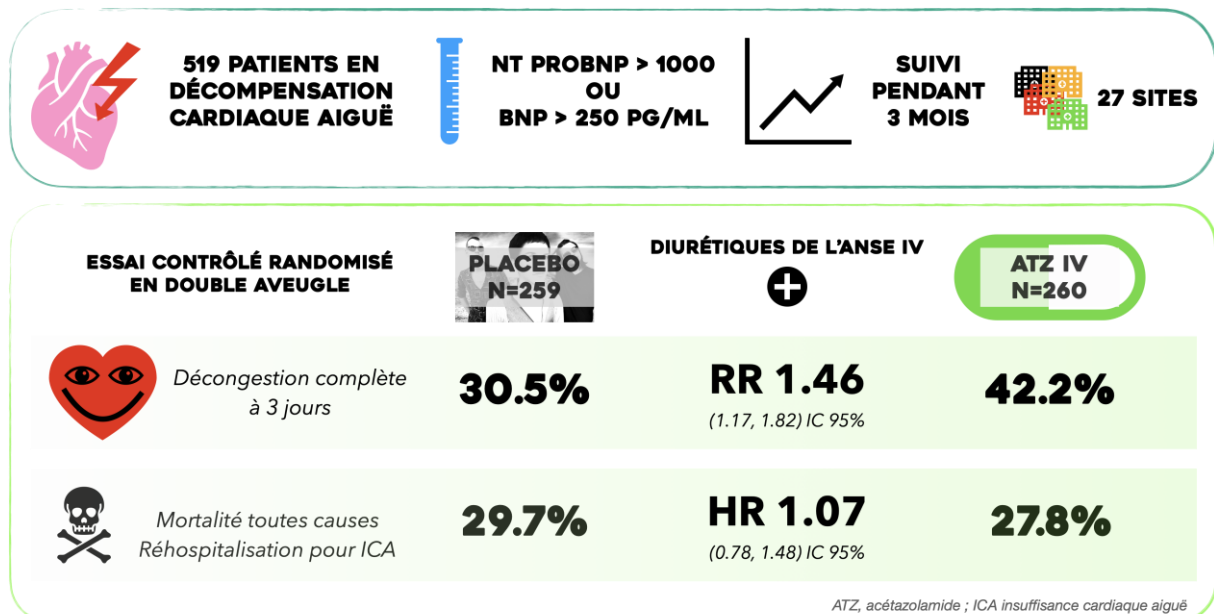 519 PATIENTS EN
DÉCOMPENSATION
CARDIAQUE AIGUË
NT PROBNP > 1000
OU
BNP > 250 PG/ML
SUIVI
PENDANT
3 MOIS
27 SITES
ESSAI CONTRÔLÉ RANDOMISÉ
EN DOUBLE AVEUGLE
PLACEBO
N=259
DIURÉTIQUES DE L'ANSE IV
ATZ IV
N=260
Décongestion complète
à 3 jours
30.5%
RR 1.46
(1.17, 1.82) IC 95%
42.2%
Mortalité toutes causes
Réhospitalisation pour ICA
29.7%
HR 1.07
(0.78, 1.48) IC 95%
27.8%
ATZ, acétazolamide ; ICA insuffisance cardiaque aiguë